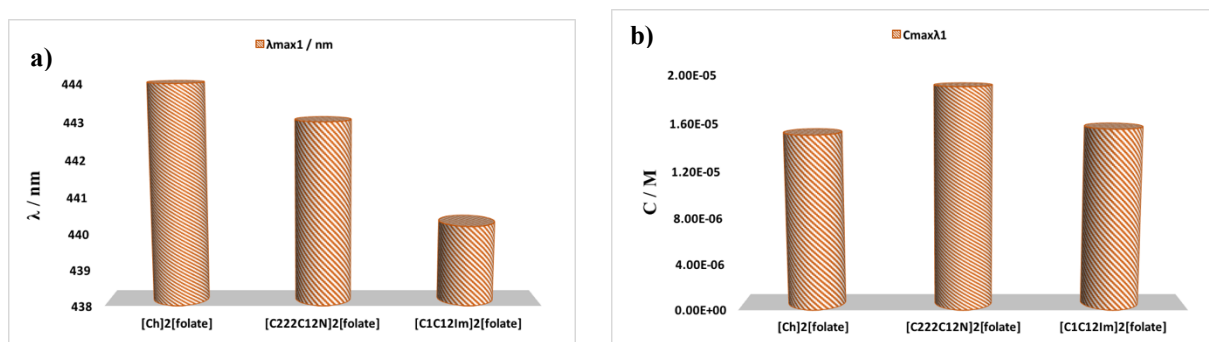 a)
λmax1 / nm
λ / nm
444
443
442
441
440
439
438
[Ch]2[folate]
[C222C12N]2[folate]
[C1C12Im]2[folate]
b)
Cmaxλ1
C / M
2.00E-05
1.60E-05
1.20E-05
8.00E-06
4.00E-06
0.00E+00
[Ch]2[folate]
[C222C12N]2[folate]
[C1C12Im]2[folate]